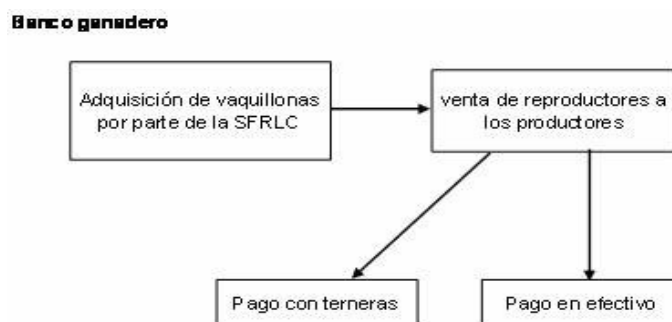 Banco ganadero
Adquisición de vaquillonas
por parte de la SFRLC
venta de reproductores a
los productores
Pago con terneras
Pago en efectivo